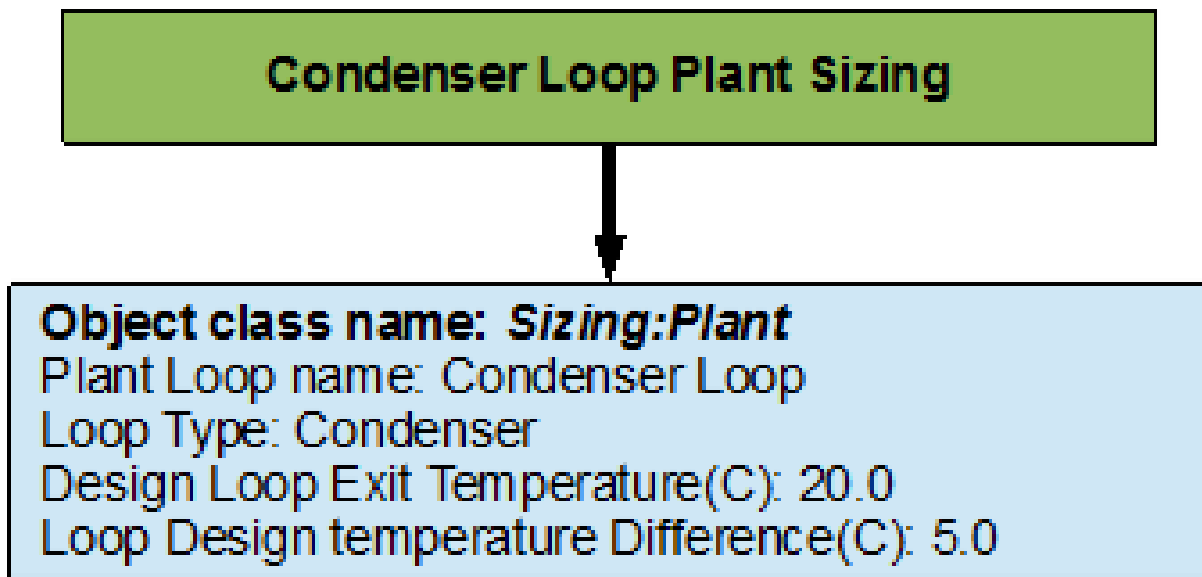 Condenser Loop Plant Sizing
Object class name: Sizing:Plant
Plant Loop name: Condenser Loop
Loop Type: Condenser
Design Loop Exit Temperature(C): 20.0
Loop Design temperature Difference(C): 5.0